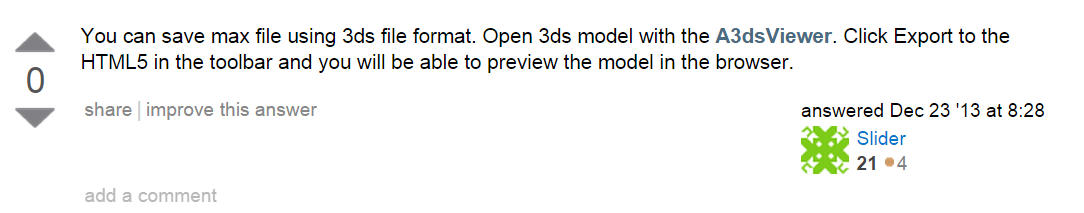 You can save max file using 3ds file format. Open 3ds model with the A3dsViewer. Click Export to the
HTML5 in the toolbar and you will be able to preview the model in the browser.
0
share improve this answer
answered Dec 23 '13 at 8:28
Slider
21 4
add a comment